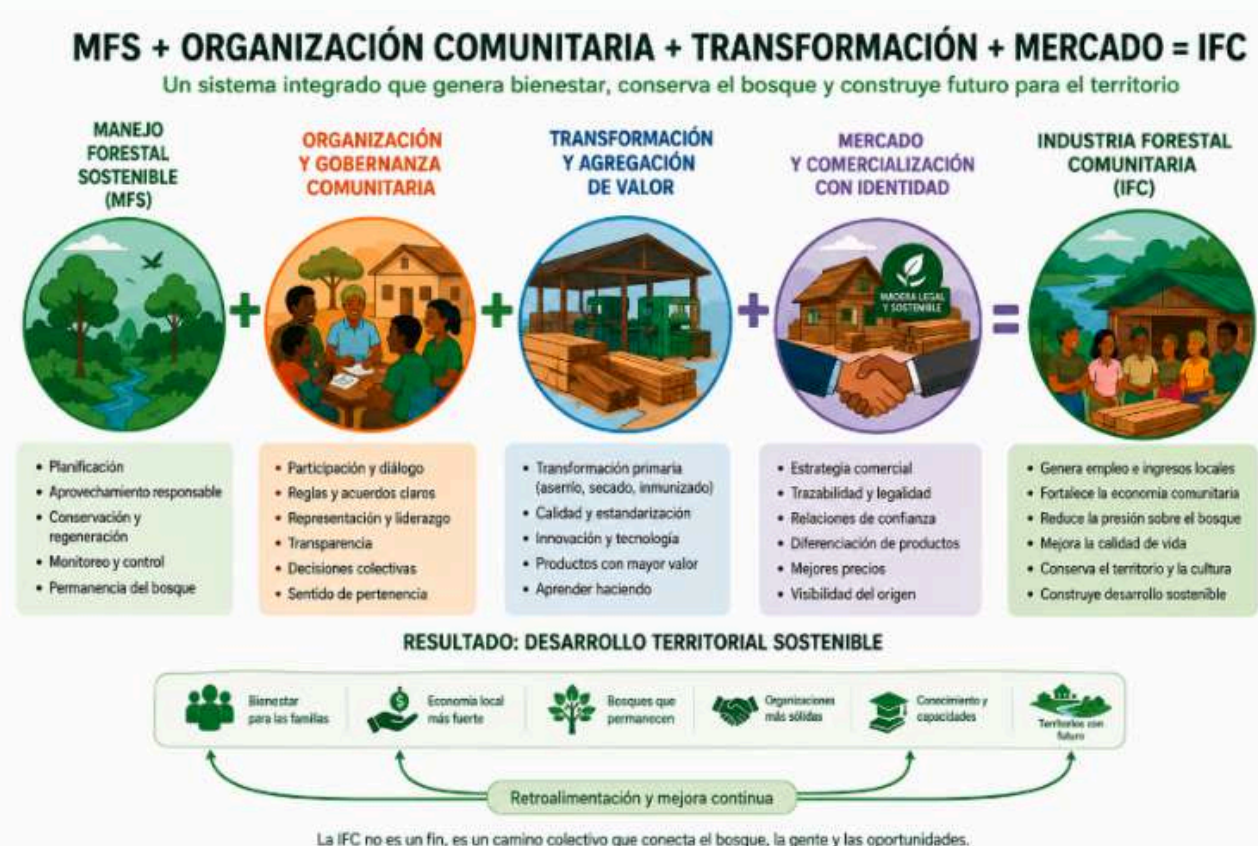 MFS + ORGANIZACIÓN COMUNITARIA + TRANSFORMACIÓN + MERCADO = IFC
Un sistema integrado que genera bienestar, conserva el bosque y construye futuro para el territorio
MANEJO
FORESTAL
SOSTENIBLE
(MFS)
ORGANIZACIÓN
Y GOBERNANZA
COMUNITARIA
TRANSFORMACIÓN
Y AGREGACIÓN
DE VALOR
MERCADO
Y COMERCIALIZACIÓN
CON IDENTIDAD
INDUSTRIA FORESTAL
COMUNITARIA
(IFC)
+
+
+
MADERA LEGAL
Y SOSTENIBLE
=
• Planificación
• Aprovechamiento responsable
• Conservación y
regeneración
• Monitoreo y control
• Permanencia del bosque
• Participación y diálogo
• Reglas y acuerdos claros
• Representación y liderazgo
• Transparencia
• Decisiones colectivas
• Sentido de pertenencia
• Transformación primaria
(aserrío, secado, inmunizado)
• Calidad y estandarización
• Innovación y tecnología
• Productos con mayor valor
• Aprender haciendo
• Estrategia comercial
• Trazabilidad y legalidad
• Relaciones de confianza
• Diferenciación de productos
• Mejores precios
• Visibilidad del origen
• Genera empleo e ingresos locales
• Fortalece la economía comunitaria
• Reduce la presión sobre el bosque
• Mejora la calidad de vida
• Conserva el territorio y la cultura
• Construye desarrollo sostenible
RESULTADO: DESARROLLO TERRITORIAL SOSTENIBLE
Bienestar
para las familias
Economía local
más fuerte
Bosques que
permanecen
Organizaciones
más sólidas
Conocimiento y
capacidades
Territorios con
futuro
Retroalimentación y mejora continua
La IFC no es un fin, es un camino colectivo que conecta el bosque, la gente y las oportunidades.